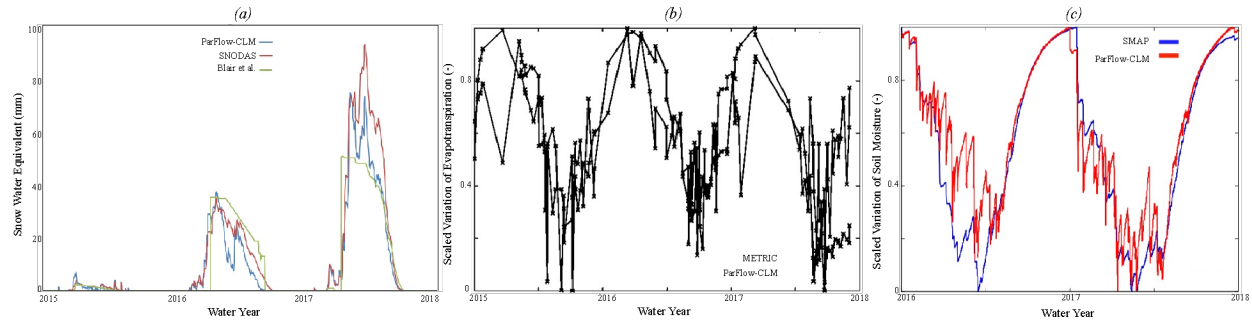 (a)
100
80
60
40
20
0
Snow Water Equivalent (mm)
ParFlow-CLM
SNODAS
Blair et al.
2015
2016
2017
2018
Water Year
(b)
0.8
0.4
0
Scaled Variation of Evapotranspiration (-)
METRIC
ParFlow-CLM
2015
2016
2017
2018
Water Year
(c)
0.8
0.4
0
Scaled Variation of Soil Moisture (-)
SMAP
ParFlow-CLM
2016
2017
2018
Water Year